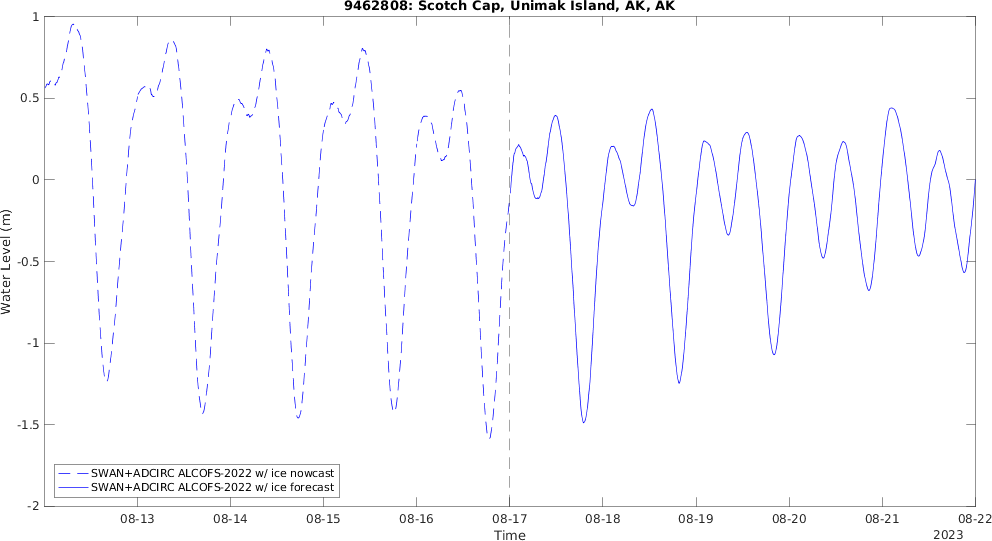 9462808: Scotch Cap, Unimak Island, AK, AK
1
0.5
0
-0.5
-1
-1.5
-2
Water Level (m)
SWAN+ADCIRC ALCOFS-2022 w/ ice nowcast
SWAN+ADCIRC ALCOFS-2022 w/ ice forecast
08-13 08-14 08-15 08-16 08-17 08-18 08-19 08-20 08-21 08-22
Time
2023